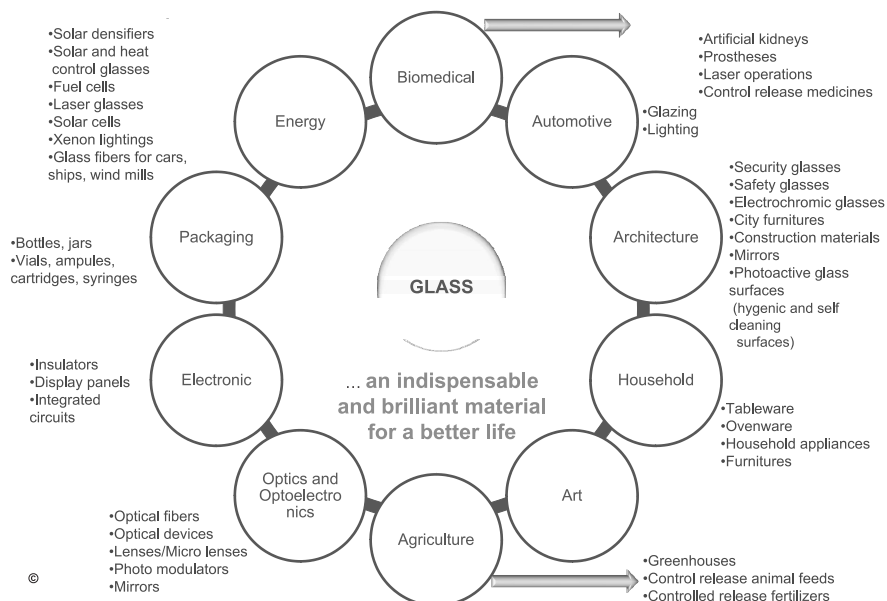 •Solar densifiers
•Solar and heat
control glasses
•Fuel cells
•Laser glasses
•Solar cells
•Xenon lightings
•Glass fibers for cars,
ships, wind mills
Biomedical
•Artificial kidneys
•Prostheses
•Laser operations
•Control release medicines
Energy
Automotive
•Glazing
•Lighting
Packaging
•Bottles, jars
•Vials, ampules,
cartridges, syringes
Architecture
•Security glasses
•Safety glasses
•Electrochromic glasses
•City furnitures
•Construction materials
•Mirrors
•Photoactive glass
surfaces
(hygenic and self
cleaning
surfaces)
GLASS
... an indispensable
and brilliant material
for a better life
Electronic
•Insulators
•Display panels
•Integrated
circuits
Household
•Tableware
•Ovenware
•Household appliances
•Furnitures
Optics and
Optoelectro
nics
•Optical fibers
•Optical devices
•Lenses/Micro lenses
•Photo modulators
•Mirrors
Art
Agriculture
•Greenhouses
•Control release animal feeds
•Controlled release fertilizers
©